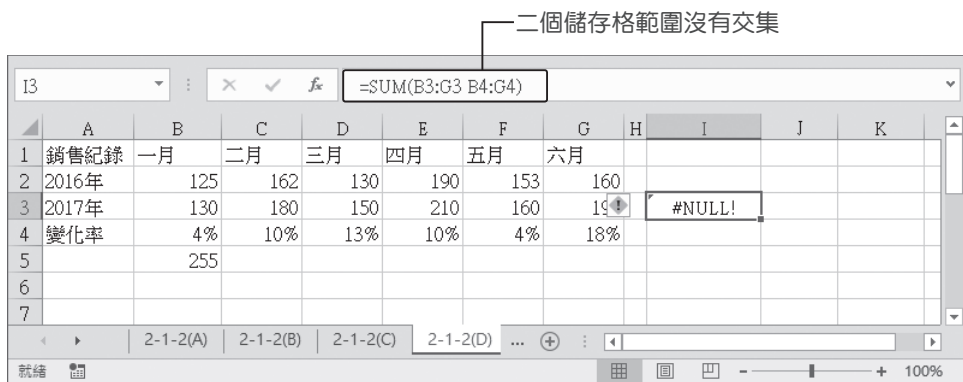 二個儲存格範圍沒有交集
I3 fx =SUM(B3:G3 B4:G4)
A B C D E F G H I J K
1 銷售紀錄 一月 二月 三月 四月 五月 六月
2 2016年 125 162 130 190 153 160
3 2017年 130 180 150 210 160 19 #NULL!
4 變化率 4% 10% 13% 10% 4% 18%
5 255
6
7
2-1-2(A) 2-1-2(B) 2-1-2(C) 2-1-2(D) ...
就緒 100%